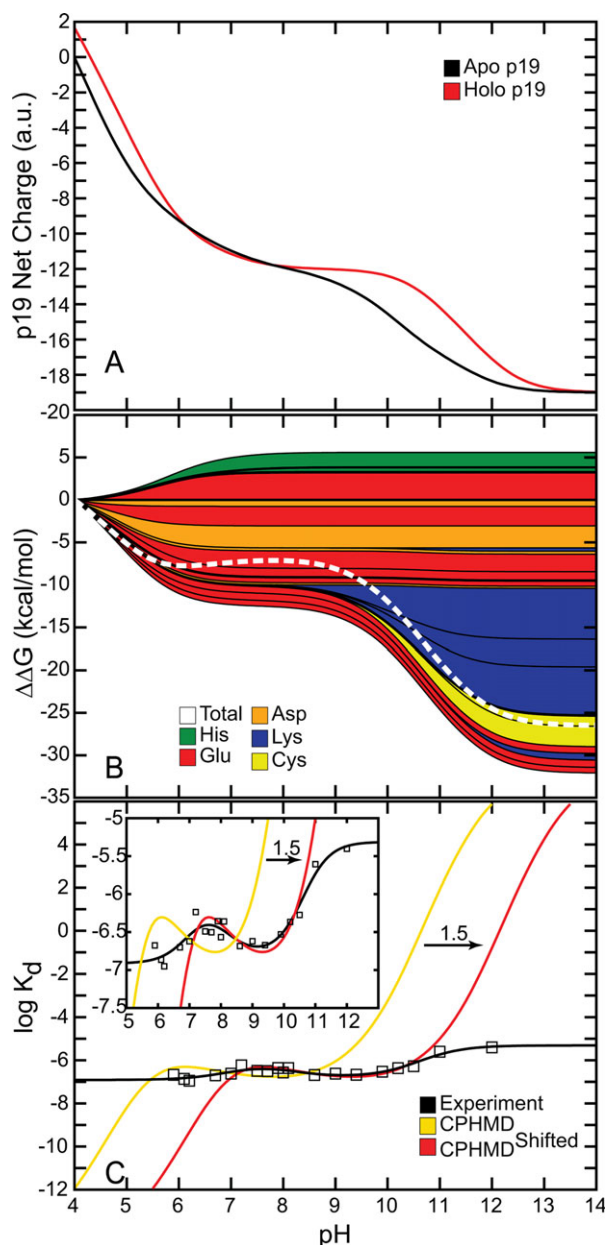 p19 Net Charge (a.u.)
2
0
-2
-4
-6
-8
-10
-12
-14
-16
-18
-20
Apo p19
Holo p19
A
ΔΔG (kcal/mol)
5
0
-5
-10
-15
-20
-25
-30
-35
Total
Asp
His
Lys
Glu
Cys
B
log Kd
4
2
0
-2
-4
-6
-8
-10
-12
-5
-5.5
-6
-6.5
-7
-7.5
5 6 7 8 9 10 11 12
1.5
1.5
Experiment
CPHMD
CPHMD Shifted
C
4 5 6 7 8 9 10 11 12 13 14
pH